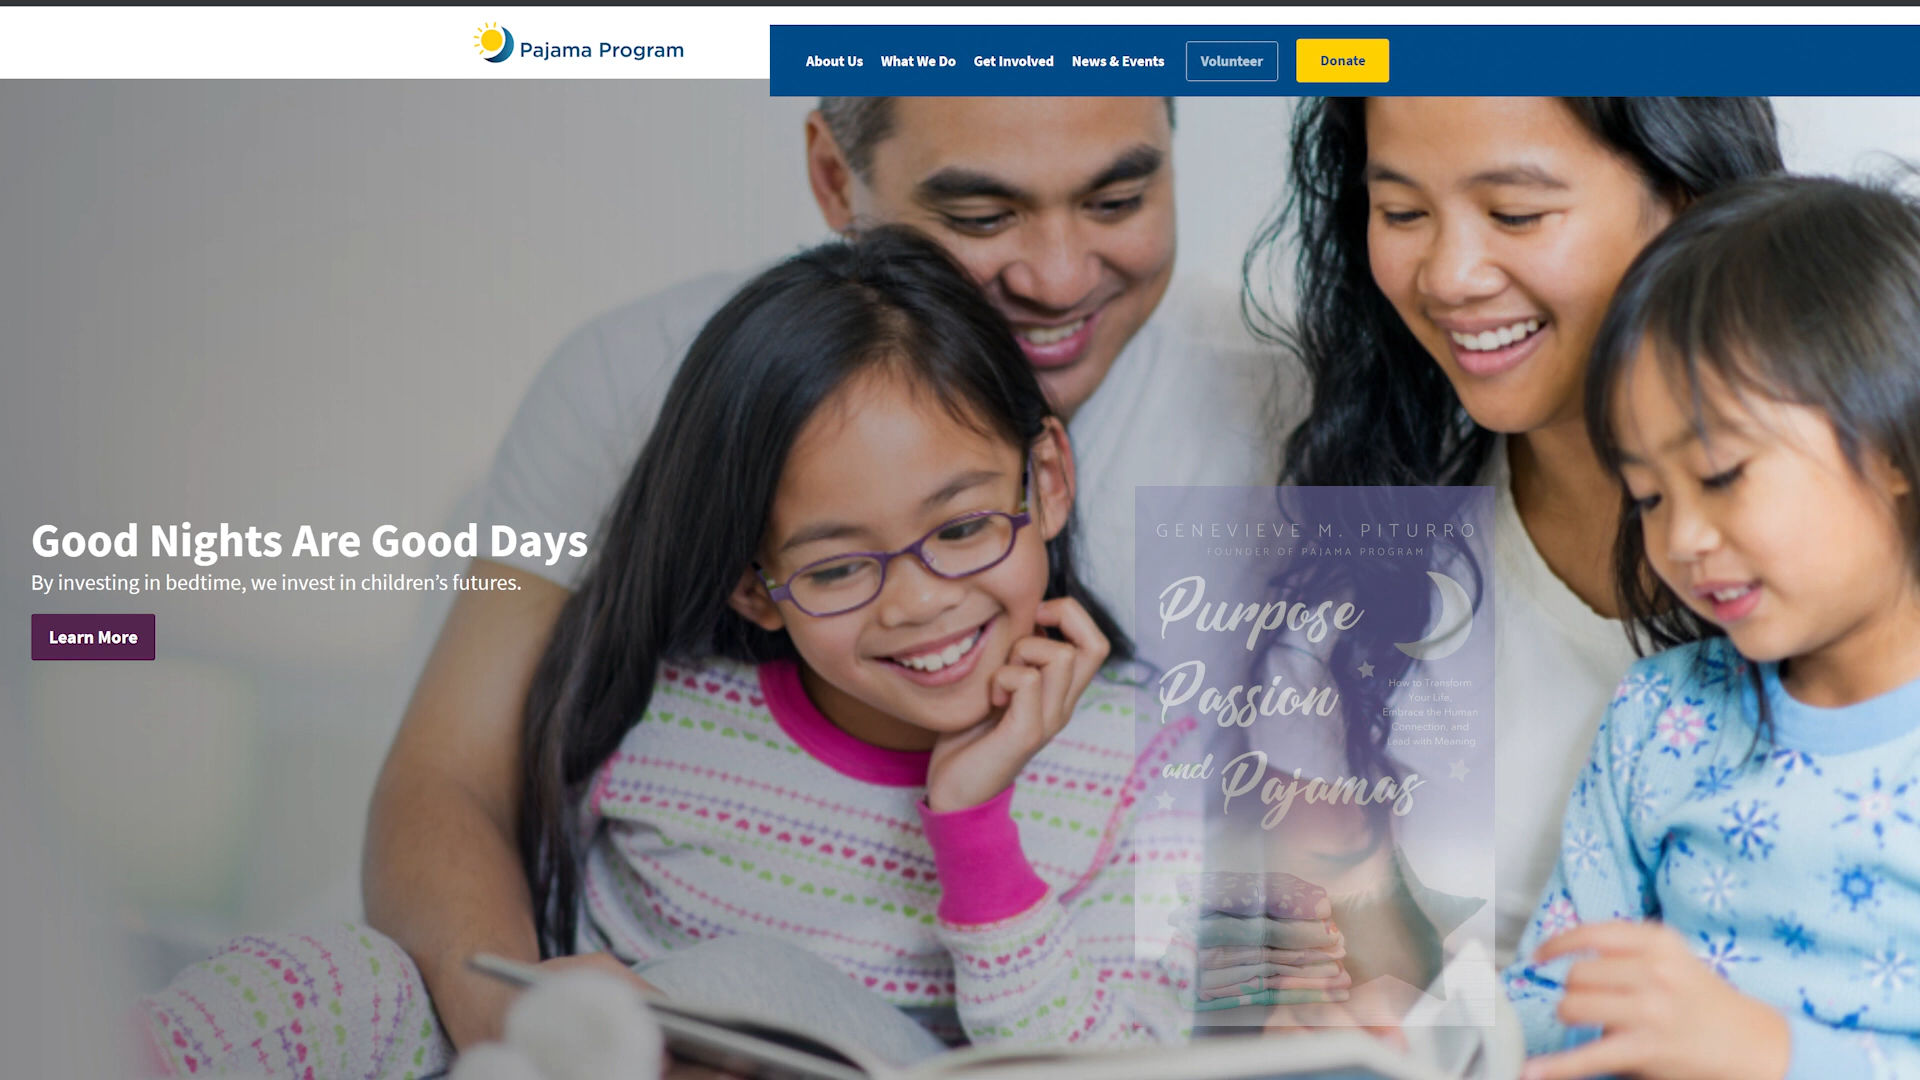 Pajama Program
About Us
What We Do
Get Involved
News & Events
Volunteer
Donate
Good Nights Are Good Days
By investing in bedtime, we invest in children’s futures.
Learn More
GENEVIEVE M. PITURRO
FOUNDER OF PAJAMA PROGRAM
Purpose
Passion
and Pajamas
How to Transform
Your Life,
Embrace the Human
Connection, and
Lead with Meaning